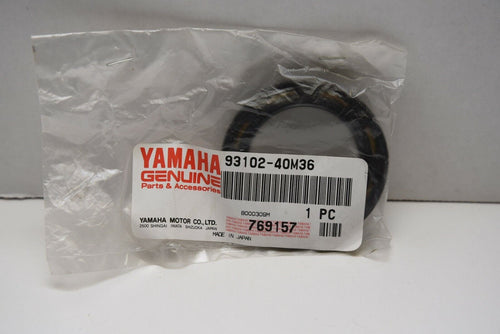 YAMAHA
GENUINE
Parts & Accessories
93102-40M36
8000309M
1 PC
YAMAHA MOTOR CO., LTD.
2500 SHINGAI IWATA SHIZUOKA JAPAN
769157
MADE IN JAPAN